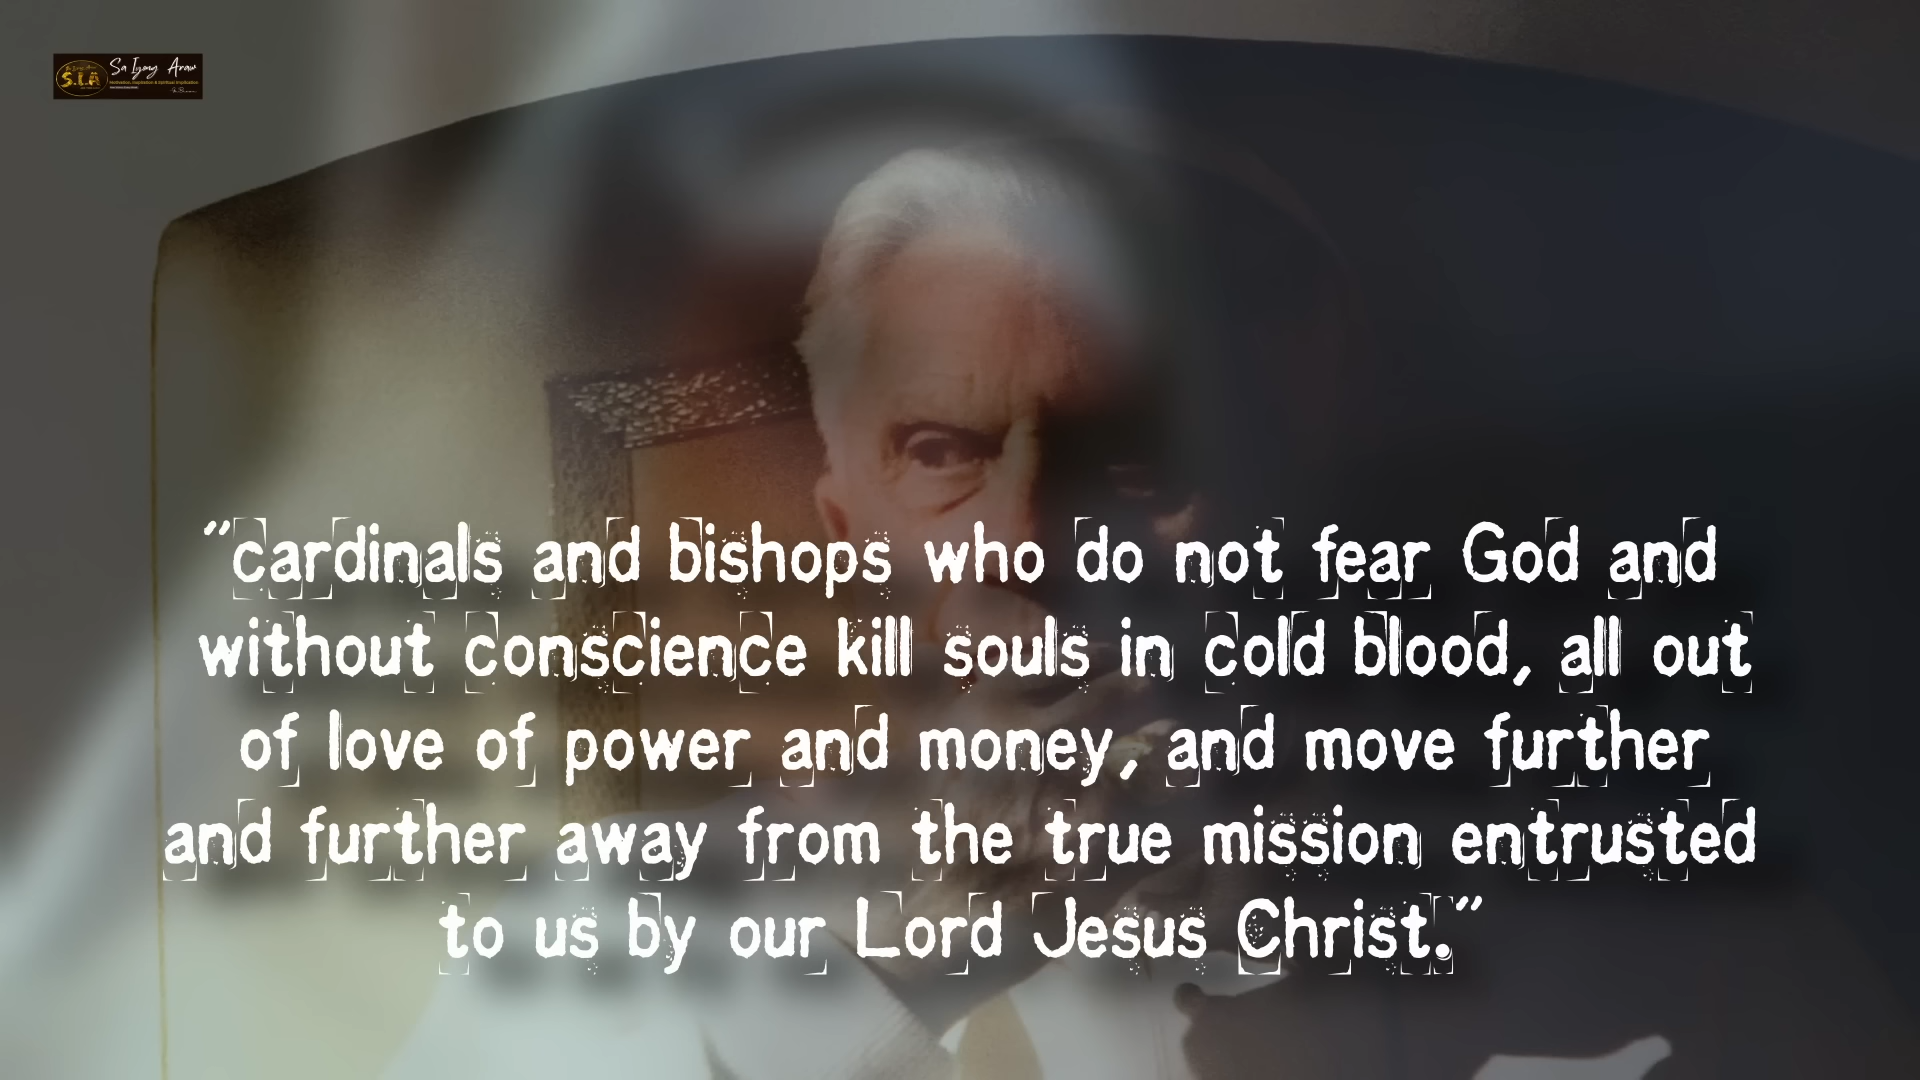 Sa Iyong Araw
S.I.A
"cardinals and bishops who do not fear God and
without conscience kill souls in cold blood, all out
of love of power and money, and move further
and further away from the true mission entrusted
to us by our Lord Jesus Christ."